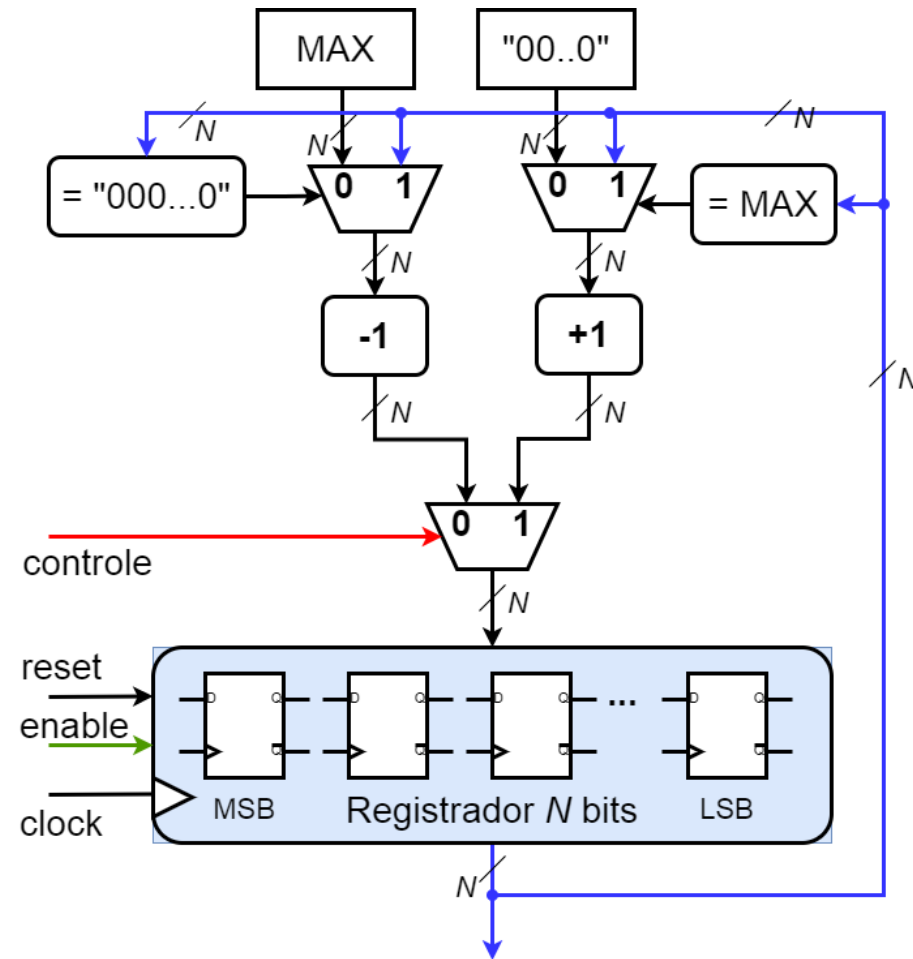 MAX
"00..0"
N
N
N
N
= "000...0"
0 1
0 1
= MAX
N
N
-1
+1
N
N
N
0 1
controle
N
reset
enable
clock
D Q
Q
D Q
Q
D Q
Q
...
D Q
Q
MSB
Registrador N bits
LSB
N